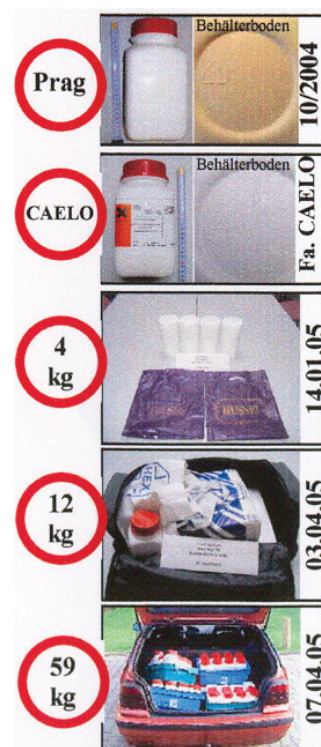 Behälterboden
Prag
10/2004
Behälterboden
CAELO
Fa. CAELO
4
kg
HUSSEL
14.01.05
12
kg
03.04.05
59
kg
07.04.05